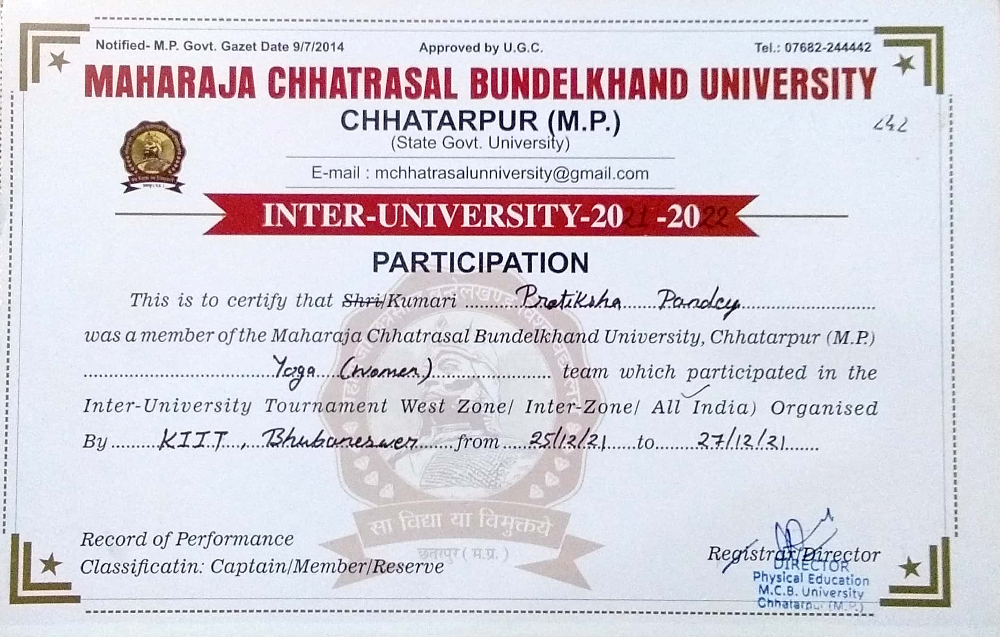 Notified- M.P. Govt. Gazet Date 9/7/2014 Approved by U.G.C. Tel.: 07682-244442
MAHARAJA CHHATRASAL BUNDELKHAND UNIVERSITY
CHHATARPUR (M.P.)
242
(State Govt. University)
E-mail : mchhatrasalunniversity@gmail.com
INTER-UNIVERSITY-2021-2022
PARTICIPATION
This is to certify that Shri/Kumari Pratiksha Pandey
was a member of the Maharaja Chhatrasal Bundelkhand University, Chhatarpur (M.P.)
Yoga (women) team which participated in the
Inter-University Tournament West Zone/ Inter-Zone/ All India) Organised
By KIIT, Bhubaneswer from 25/12/21 to 27/12/21
सा विद्या या विमुक्तये
छतरपुर ( म.प्र. )
Record of Performance
Classificatin: Captain/Member/Reserve
Registrar/Director
DIRECTOR
Physical Education
M.C.B. University
Chhatarpur (M.P.)